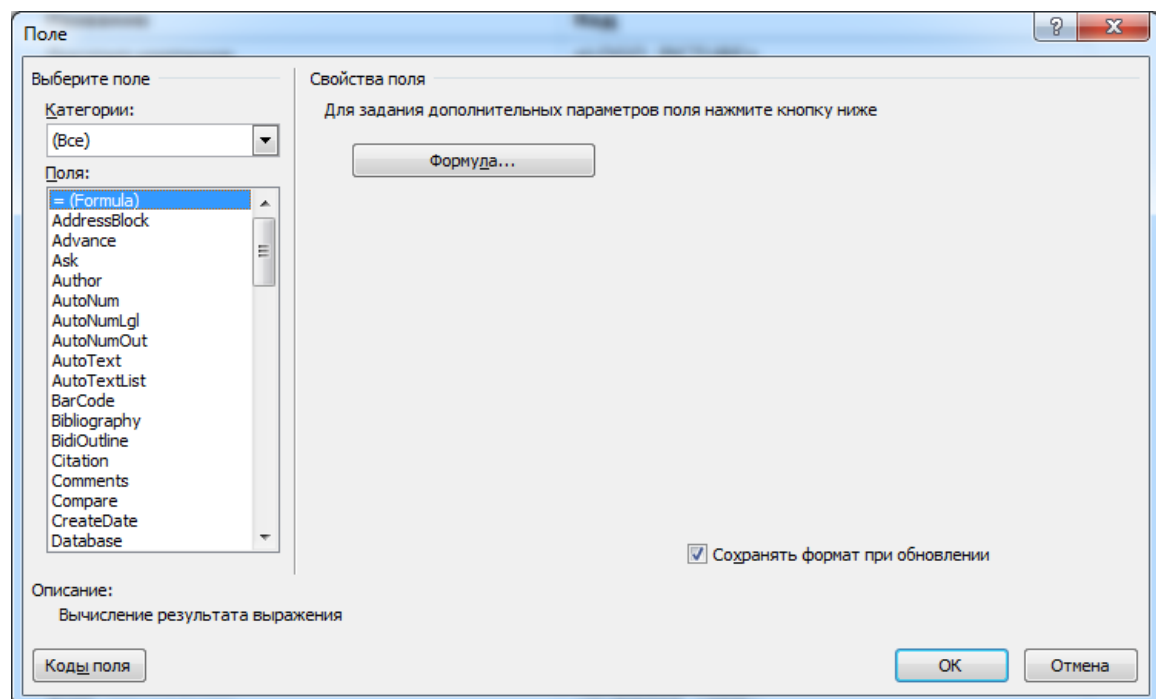 Поле
Выберите поле
Категории:
(Все)
Поля:
= (Formula)
AddressBlock
Advance
Ask
Author
AutoNum
AutoNumLgl
AutoNumOut
AutoText
AutoTextList
BarCode
Bibliography
BidiOutline
Citation
Comments
Compare
CreateDate
Database
Свойства поля
Для задания дополнительных параметров поля нажмите кнопку ниже
Формула...
Сохранять формат при обновлении
Описание:
Вычисление результата выражения
Коды поля
ОК
Отмена